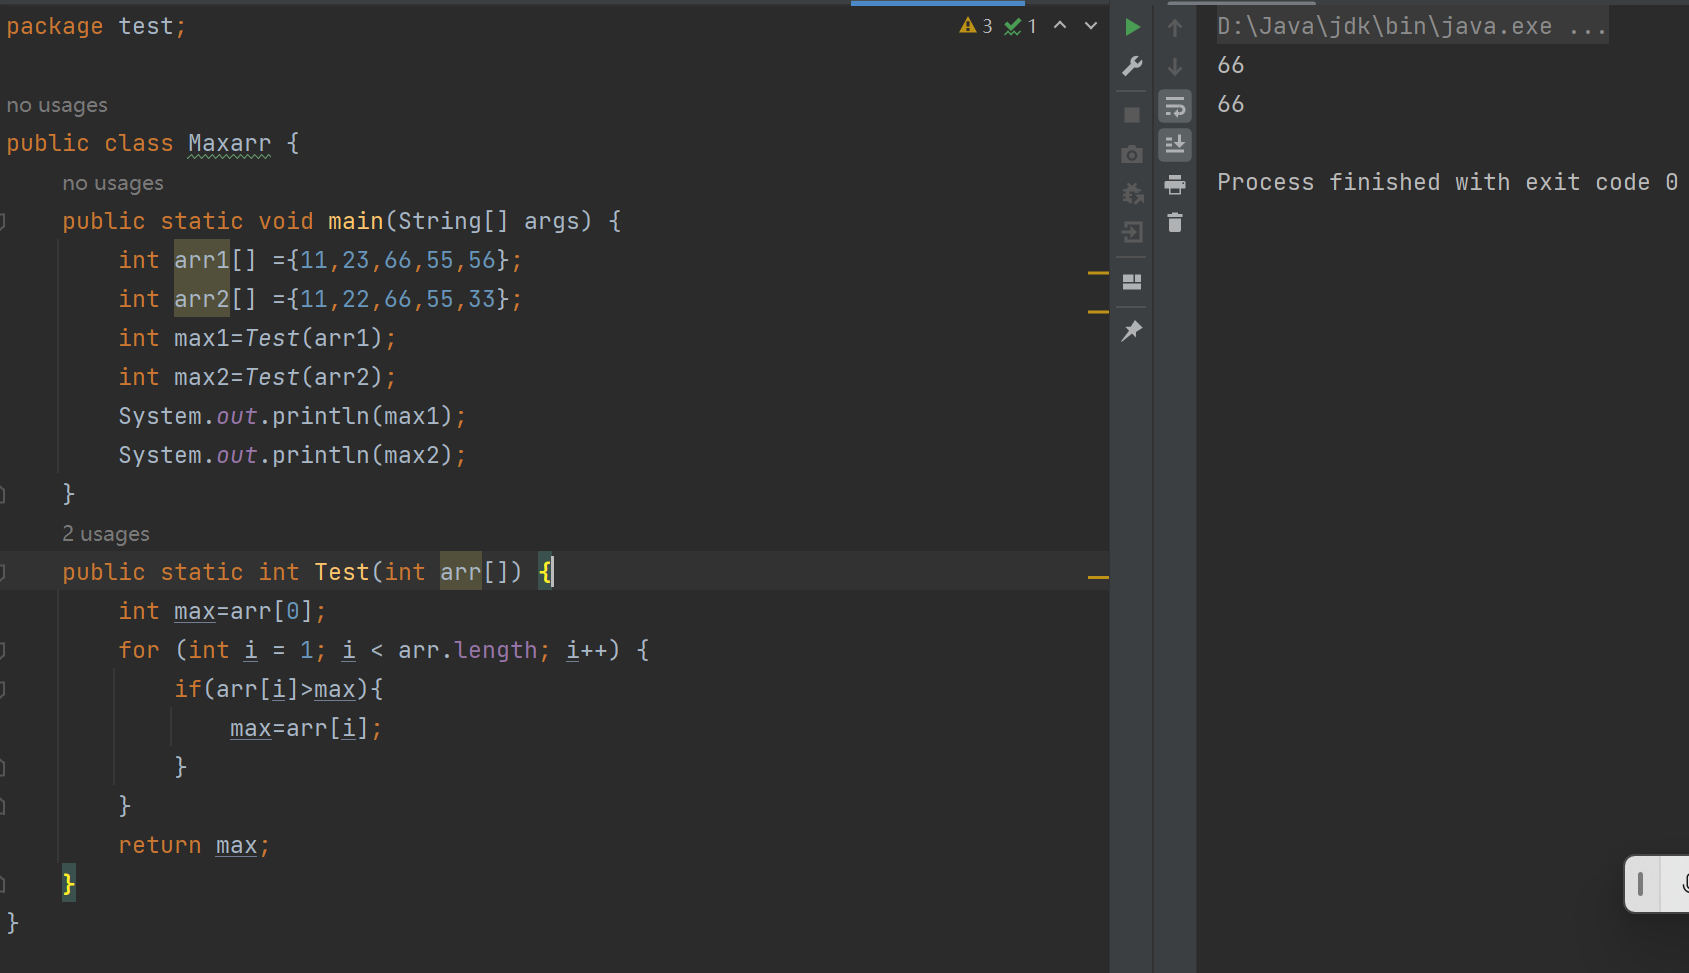 package test;
3 1
no usages
public class Maxarr {
no usages
public static void main(String[] args) {
int arr1[] ={11,23,66,55,56};
int arr2[] ={11,22,66,55,33};
int max1=Test(arr1);
int max2=Test(arr2);
System.out.println(max1);
System.out.println(max2);
}
2 usages
public static int Test(int arr[]) {
int max=arr[0];
for (int i = 1; i < arr.length; i++) {
if(arr[i]>max){
max=arr[i];
}
}
return max;
}
}
D:\Java\jdk\bin\java.exe ...
66
66
Process finished with exit code 0